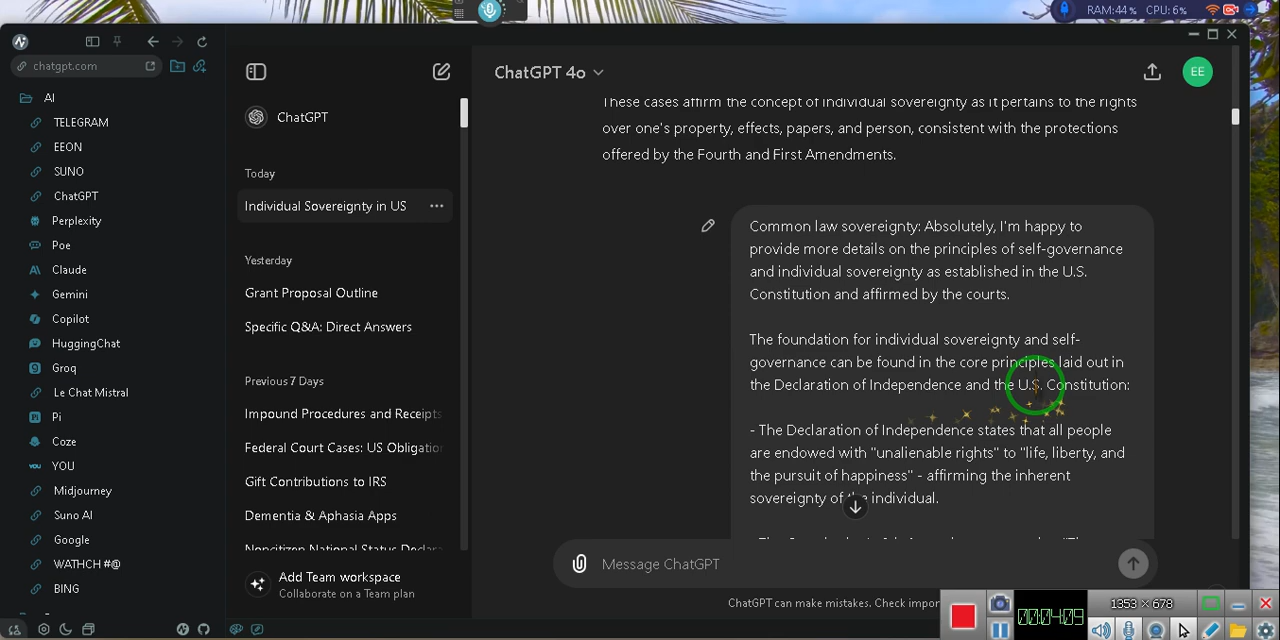 RAM:44% CPU: 6%
chatgpt.com
AI
TELEGRAM
EEON
SUNO
ChatGPT
Perplexity
Poe
Claude
Gemini
Copilot
HuggingChat
Groq
Le Chat Mistral
Pi
Coze
YOU
Midjourney
Suno AI
Google
WATHCH #@
BING
ChatGPT
Today
Individual Sovereignty in US
Yesterday
Grant Proposal Outline
Specific Q&A: Direct Answers
Previous 7 Days
Impound Procedures and Receipts
Federal Court Cases: US Obligation
Gift Contributions to IRS
Dementia & Aphasia Apps
Noncitizen National Status Declar
Add Team workspace
Collaborate on a Team plan
ChatGPT 4o
EE
These cases affirm the concept of individual sovereignty as it pertains to the rights
over one's property, effects, papers, and person, consistent with the protections
offered by the Fourth and First Amendments.
Common law sovereignty: Absolutely, I'm happy to
provide more details on the principles of self-governance
and individual sovereignty as established in the U.S.
Constitution and affirmed by the courts.
The foundation for individual sovereignty and self-
governance can be found in the core principles laid out in
the Declaration of Independence and the U.S. Constitution:
- The Declaration of Independence states that all people
are endowed with "unalienable rights" to "life, liberty, and
the pursuit of happiness" - affirming the inherent
sovereignty of the individual.
Message ChatGPT
ChatGPT can make mistakes. Check impor
1353 × 678
00:04:09